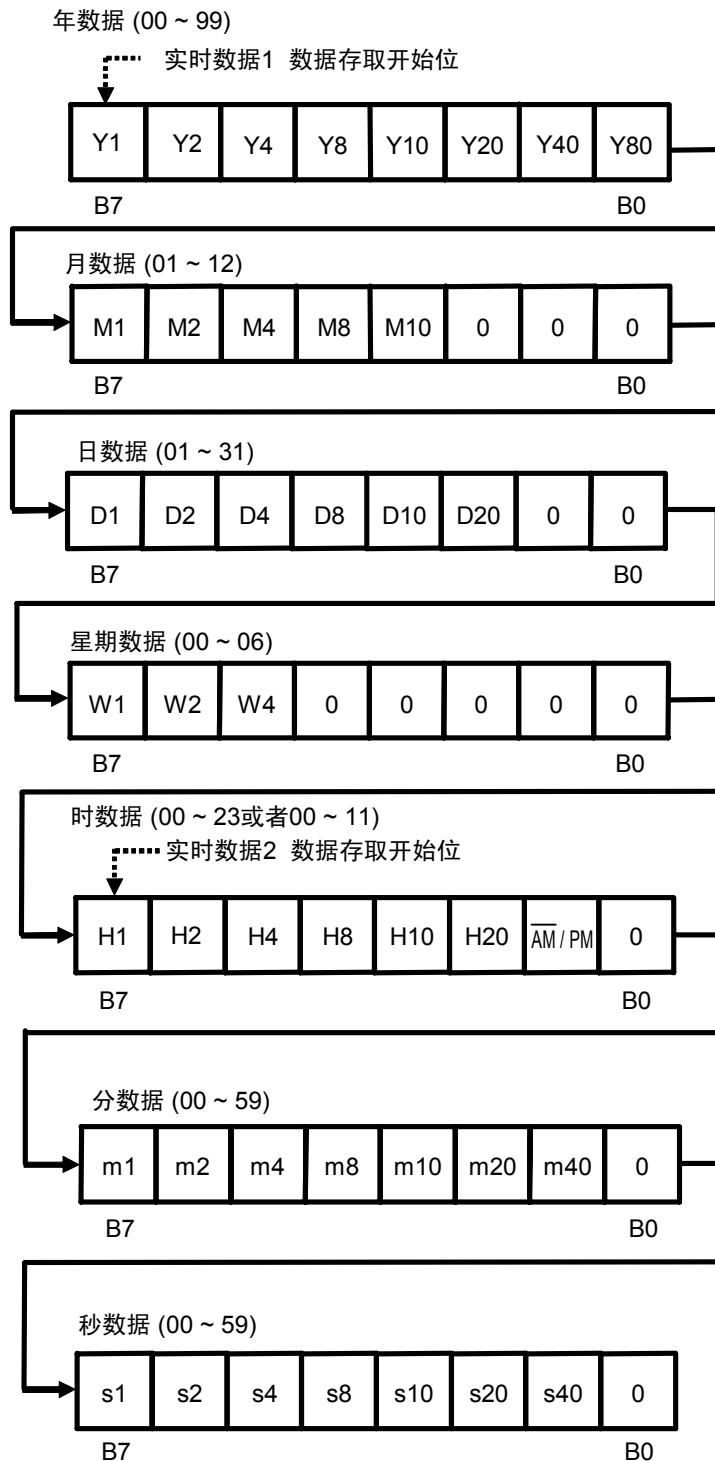 年数据 (00 ~ 99)
实时数据1 数据存取开始位
Y1 Y2 Y4 Y8 Y10 Y20 Y40 Y80
B7 B0
月数据 (01 ~ 12)
M1 M2 M4 M8 M10 0 0 0
B7 B0
日数据 (01 ~ 31)
D1 D2 D4 D8 D10 D20 0 0
B7 B0
星期数据 (00 ~ 06)
W1 W2 W4 0 0 0 0 0
B7 B0
时数据 (00 ~ 23或者00 ~ 11)
实时数据2 数据存取开始位
H1 H2 H4 H8 H10 H20 A̅M̅ / PM 0
B7 B0
分数据 (00 ~ 59)
m1 m2 m4 m8 m10 m20 m40 0
B7 B0
秒数据 (00 ~ 59)
s1 s2 s4 s8 s10 s20 s40 0
B7 B0